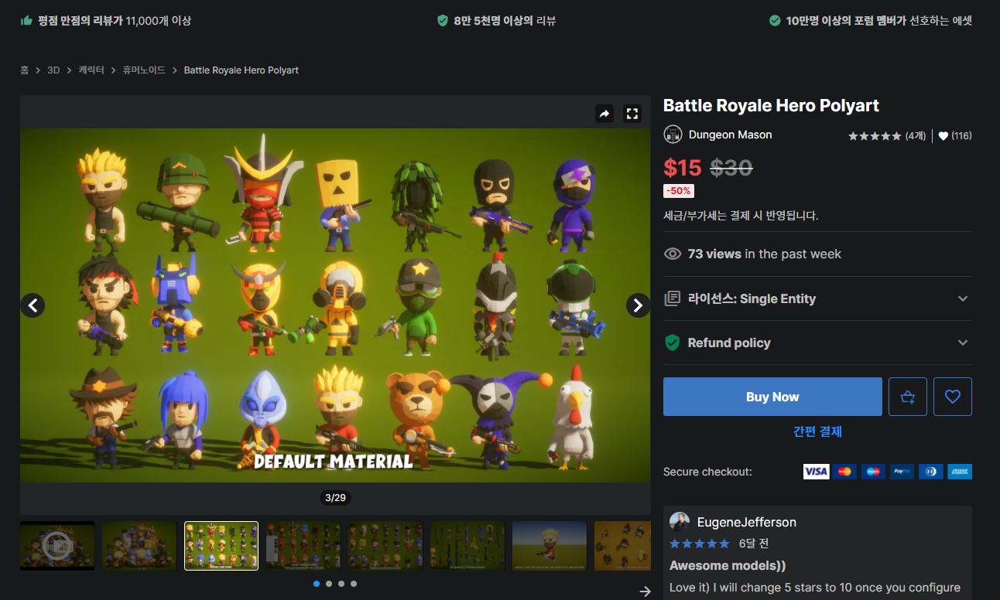 평점 만점의 리뷰가 11,000개 이상
8만 5천명 이상의 리뷰
10만명 이상의 포럼 멤버가 선호하는 에셋
홈 > 3D > 캐릭터 > 휴머노이드 > Battle Royale Hero Polyart
Battle Royale Hero Polyart
Dungeon Mason
(4개)
(116)
$15 $30
-50%
세금/부가세는 결제 시 반영됩니다.
73 views in the past week
라이선스: Single Entity
Refund policy
Buy Now
간편 결제
Secure checkout:
VISA
PayPal
AMEX
DEFAULT MATERIAL
3/29
EugeneJefferson
6달 전
Awesome models))
Love it) I will change 5 stars to 10 once you configure